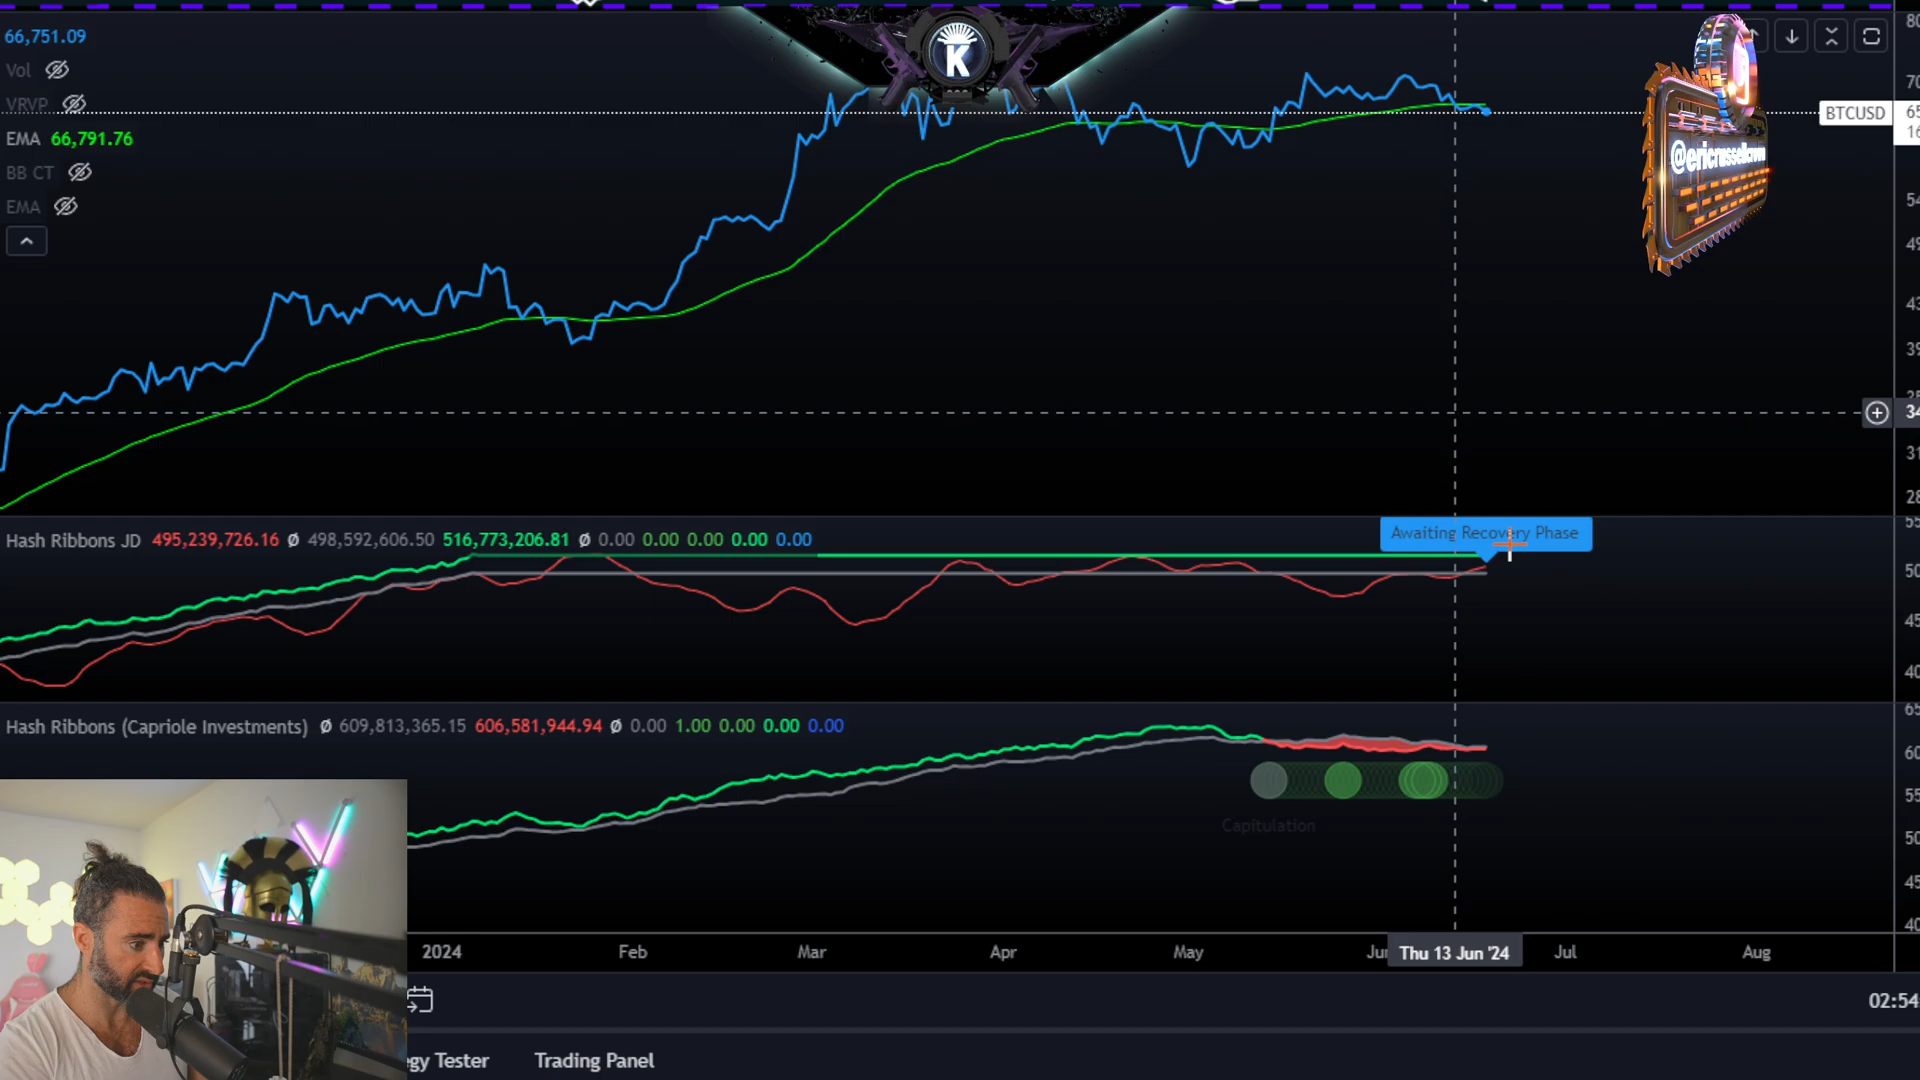 66,751.09
Vol
VRVP
EMA 66,791.76
BB CT
EMA
K
@ericrussellcrown
BTCUSD
Hash Ribbons JD 495,239,726.16 Ø 498,592,606.50 516,773,206.81 Ø 0.00 0.00 0.00 0.00 0.00
Awaiting Recovery Phase
Hash Ribbons (Capriole Investments) Ø 609,813,365.15 606,581,944.94 Ø 0.00 1.00 0.00 0.00 0.00
Capitulation
2024 Feb Mar Apr May Jun Thu 13 Jun '24 Jul Aug
02:54
gy Tester Trading Panel